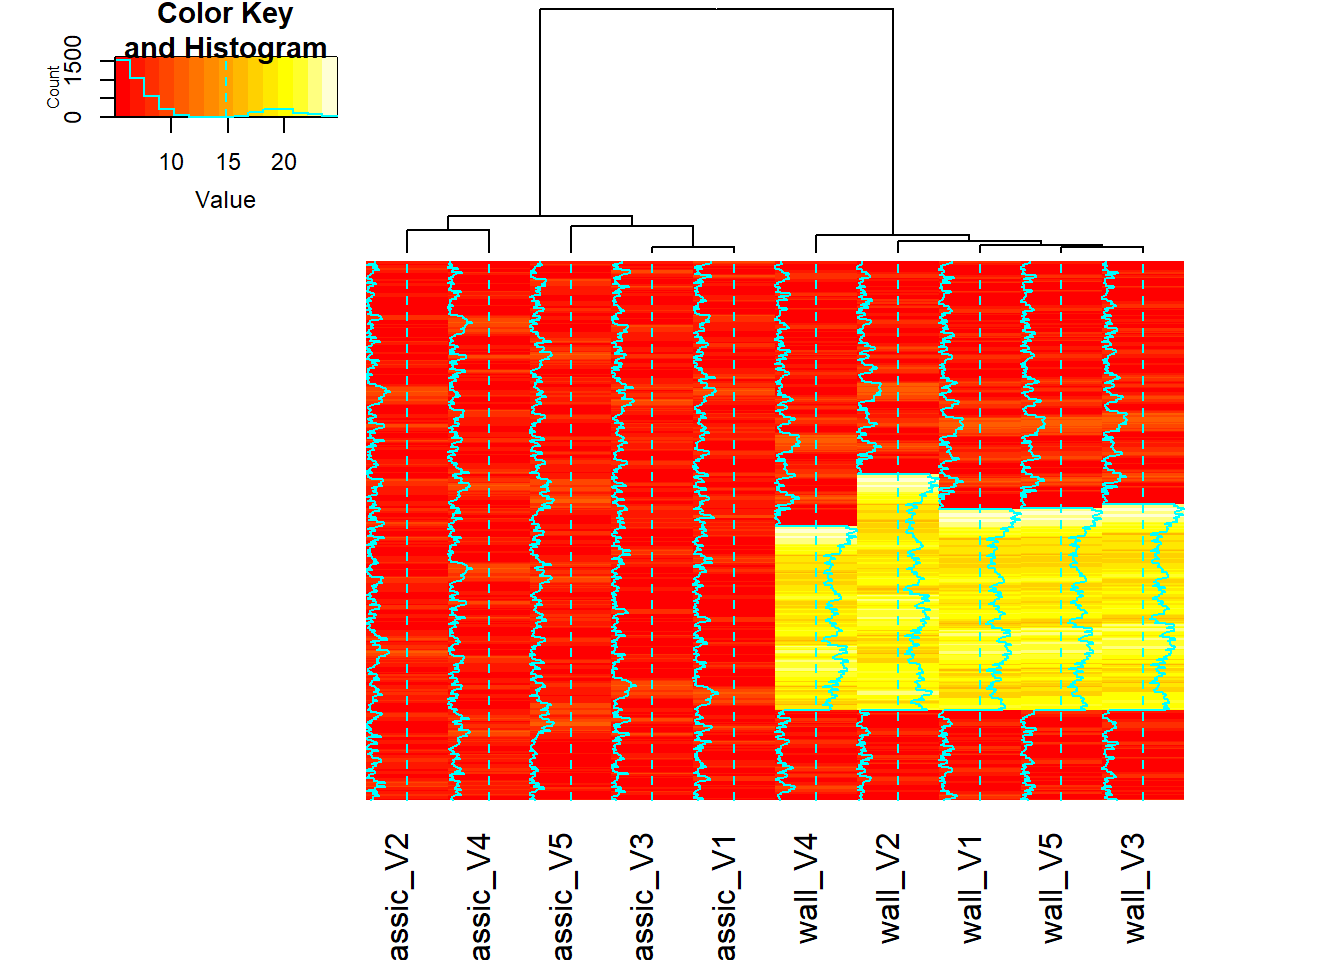 Color Key
and Histogram
Count
0
1500
10 15 20
Value
assic_V2
assic_V4
assic_V5
assic_V3
assic_V1
wall_V4
wall_V2
wall_V1
wall_V5
wall_V3